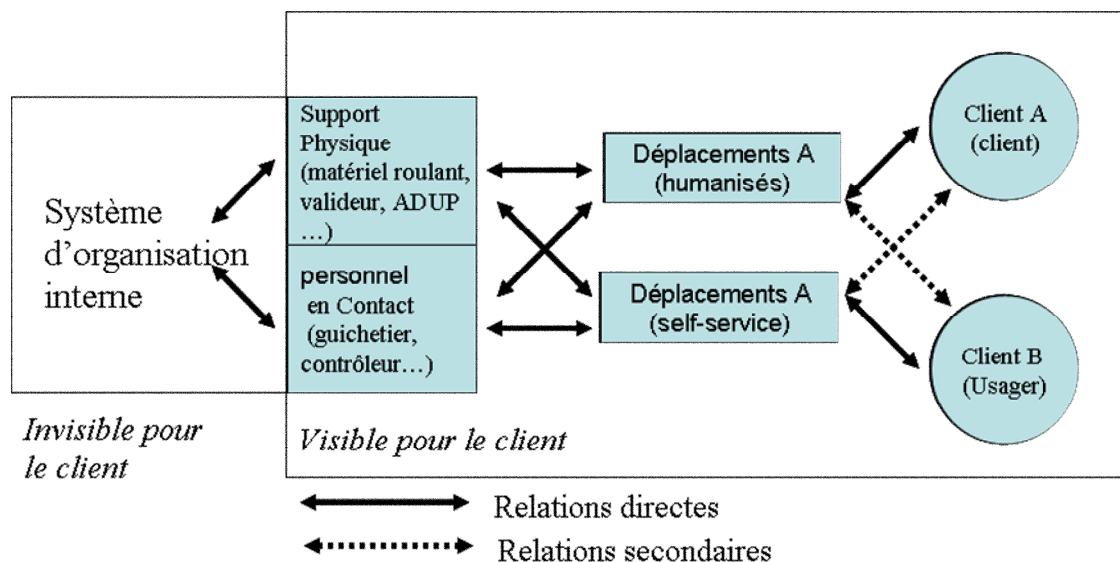 Support
Physique
(matériel roulant,
valideur, ADUP
…)
Système
d'organisation
interne
personnel
en Contact
(guichetier,
contrôleur…)
Déplacements A
(humanisés)
Déplacements A
(self-service)
Client A
(client)
Client B
(Usager)
Invisible pour
le client
Visible pour le client
Relations directes
Relations secondaires